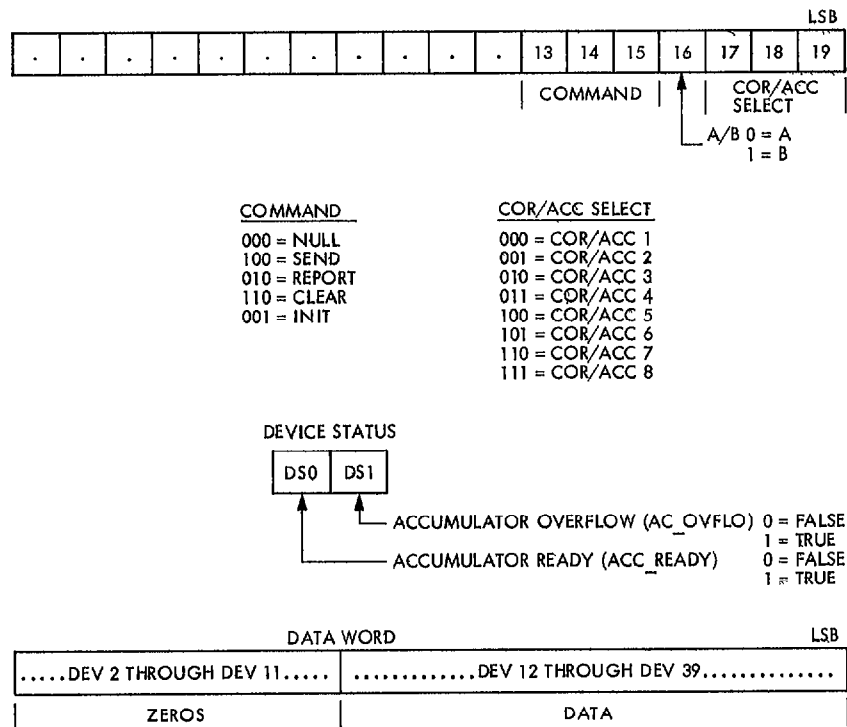 LSB
. . . . . . . . . . . . 13 14 15 16 17 18 19
COMMAND
COR/ACC
SELECT
A/B 0 = A
1 = B
COMMAND
000 = NULL
100 = SEND
010 = REPORT
110 = CLEAR
001 = INIT
COR/ACC SELECT
000 = COR/ACC 1
001 = COR/ACC 2
010 = COR/ACC 3
011 = COR/ACC 4
100 = COR/ACC 5
101 = COR/ACC 6
110 = COR/ACC 7
111 = COR/ACC 8
DEVICE STATUS
DS0 DS1
ACCUMULATOR OVERFLOW (AC_OVFLO) 0 = FALSE
1 = TRUE
ACCUMULATOR READY (ACC_READY) 0 = FALSE
1 = TRUE
DATA WORD LSB
.....DEV 2 THROUGH DEV 11..... .............DEV 12 THROUGH DEV 39..............
ZEROS DATA